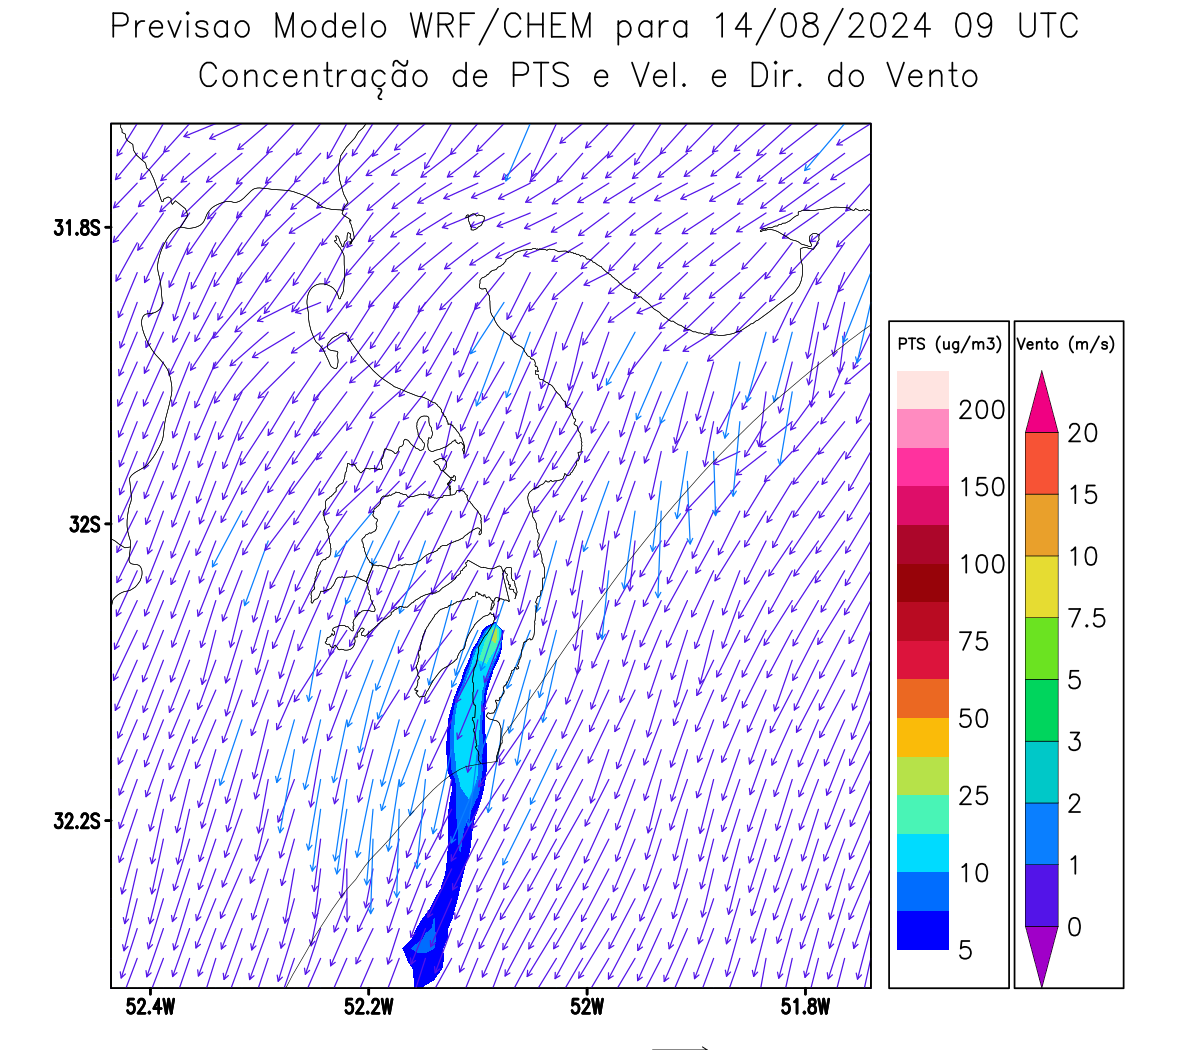 Previsao Modelo WRF/CHEM para 14/08/2024 09 UTC
Concentração de PTS e Vel. e Dir. do Vento
31.8S
32S
32.2S
52.4W
52.2W
52W
51.8W
PTS (ug/m3)
200
150
100
75
50
25
10
5
Vento (m/s)
20
15
10
7.5
5
3
2
1
0